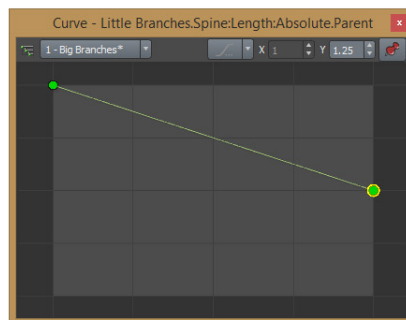 Curve - Little Branches.Spine:Length:Absolute.Parent
x
1 - Big Branches* X 1 Y 1.25